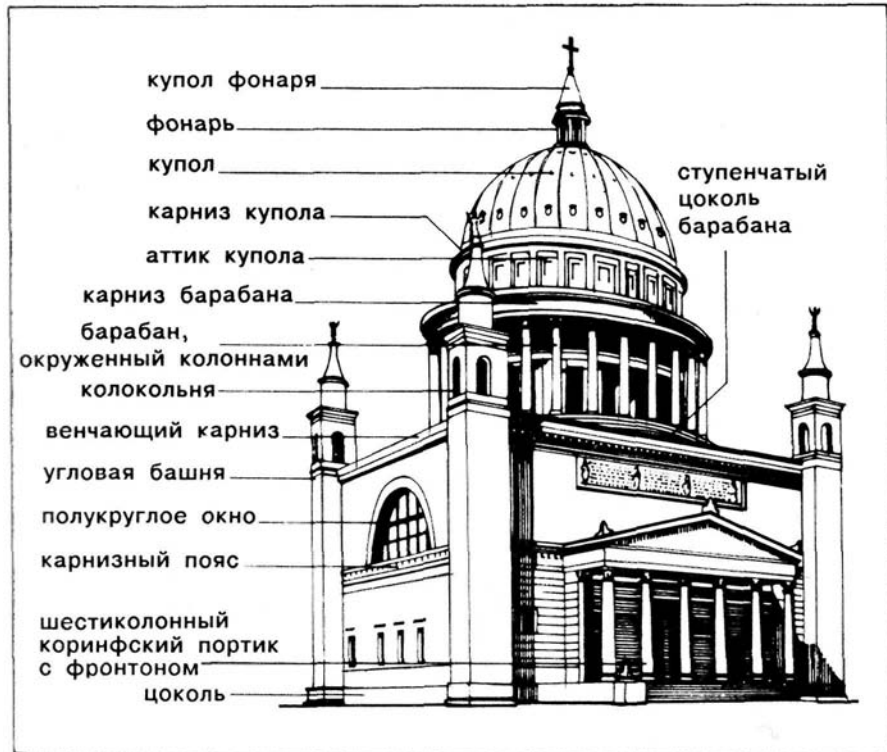 купол фонаря
фонарь
купол
ступенчатый
цоколь
барабана
карниз купола
аттик купола
карниз барабана
барабан,
окруженный колоннами
колокольня
венчающий карниз
угловая башня
полукруглое окно
карнизный пояс
шестиколонный
коринфский портик
с фронтоном
цоколь